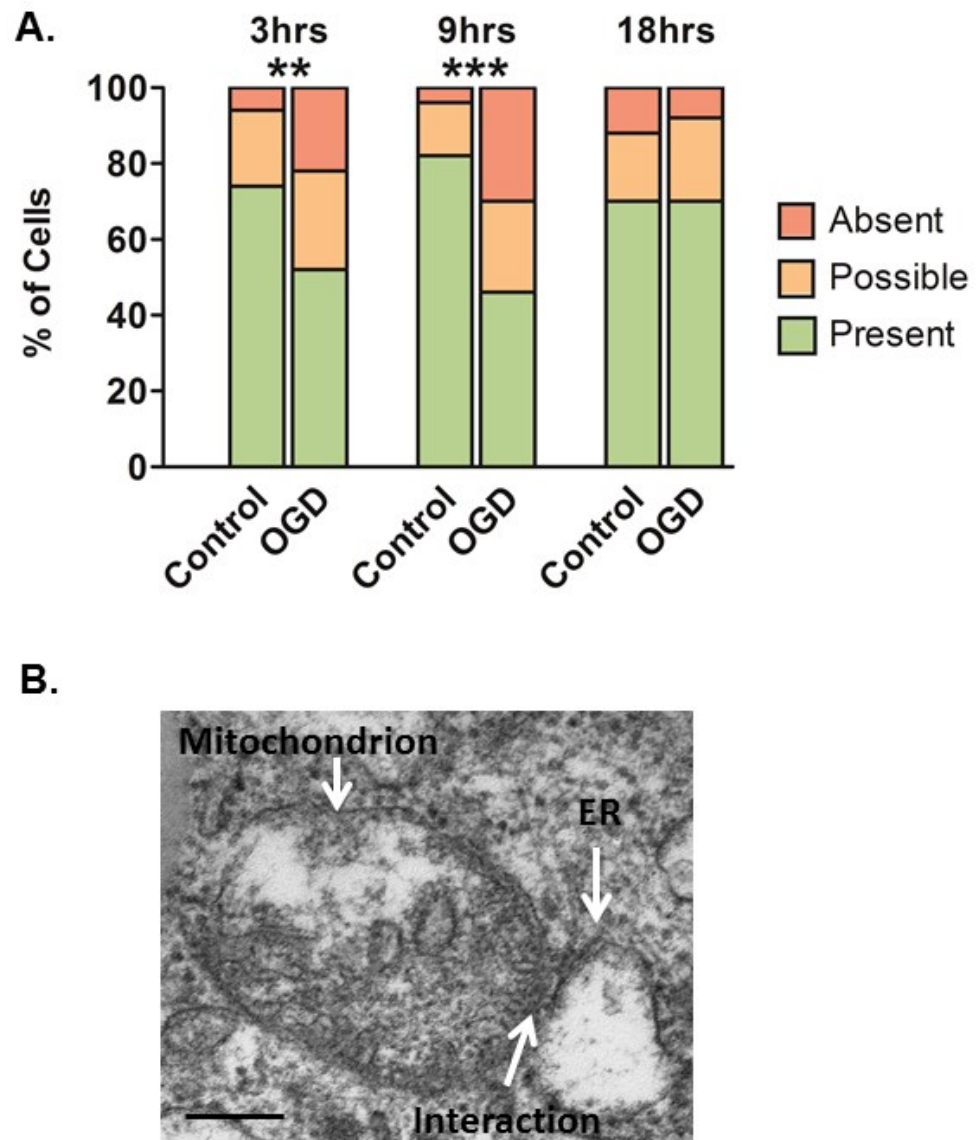 A.
3hrs 9hrs 18hrs
** ***
100
80
60
40
20
0
% of Cells
Control OGD Control OGD Control OGD
Absent
Possible
Present
B.
Mitochondrion
ER
Interaction